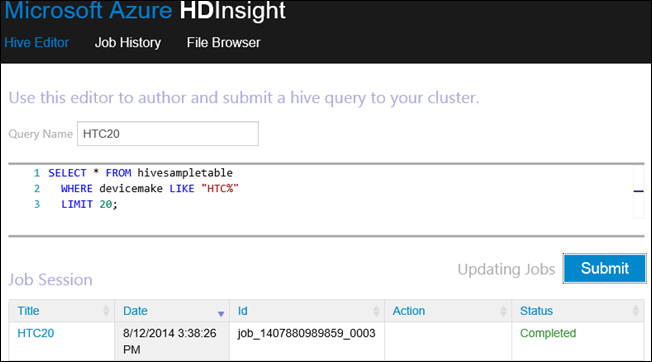 Microsoft Azure HDInsight
Hive Editor Job History File Browser
Use this editor to author and submit a hive query to your cluster.
Query Name HTC20
1 SELECT * FROM hivesampletable
2 WHERE devicemake LIKE "HTC%"
3 LIMIT 20;
Updating Jobs Submit
Job Session
Title Date Id Action Status
HTC20 8/12/2014 3:38:26 job_1407880989859_0003 Completed
PM